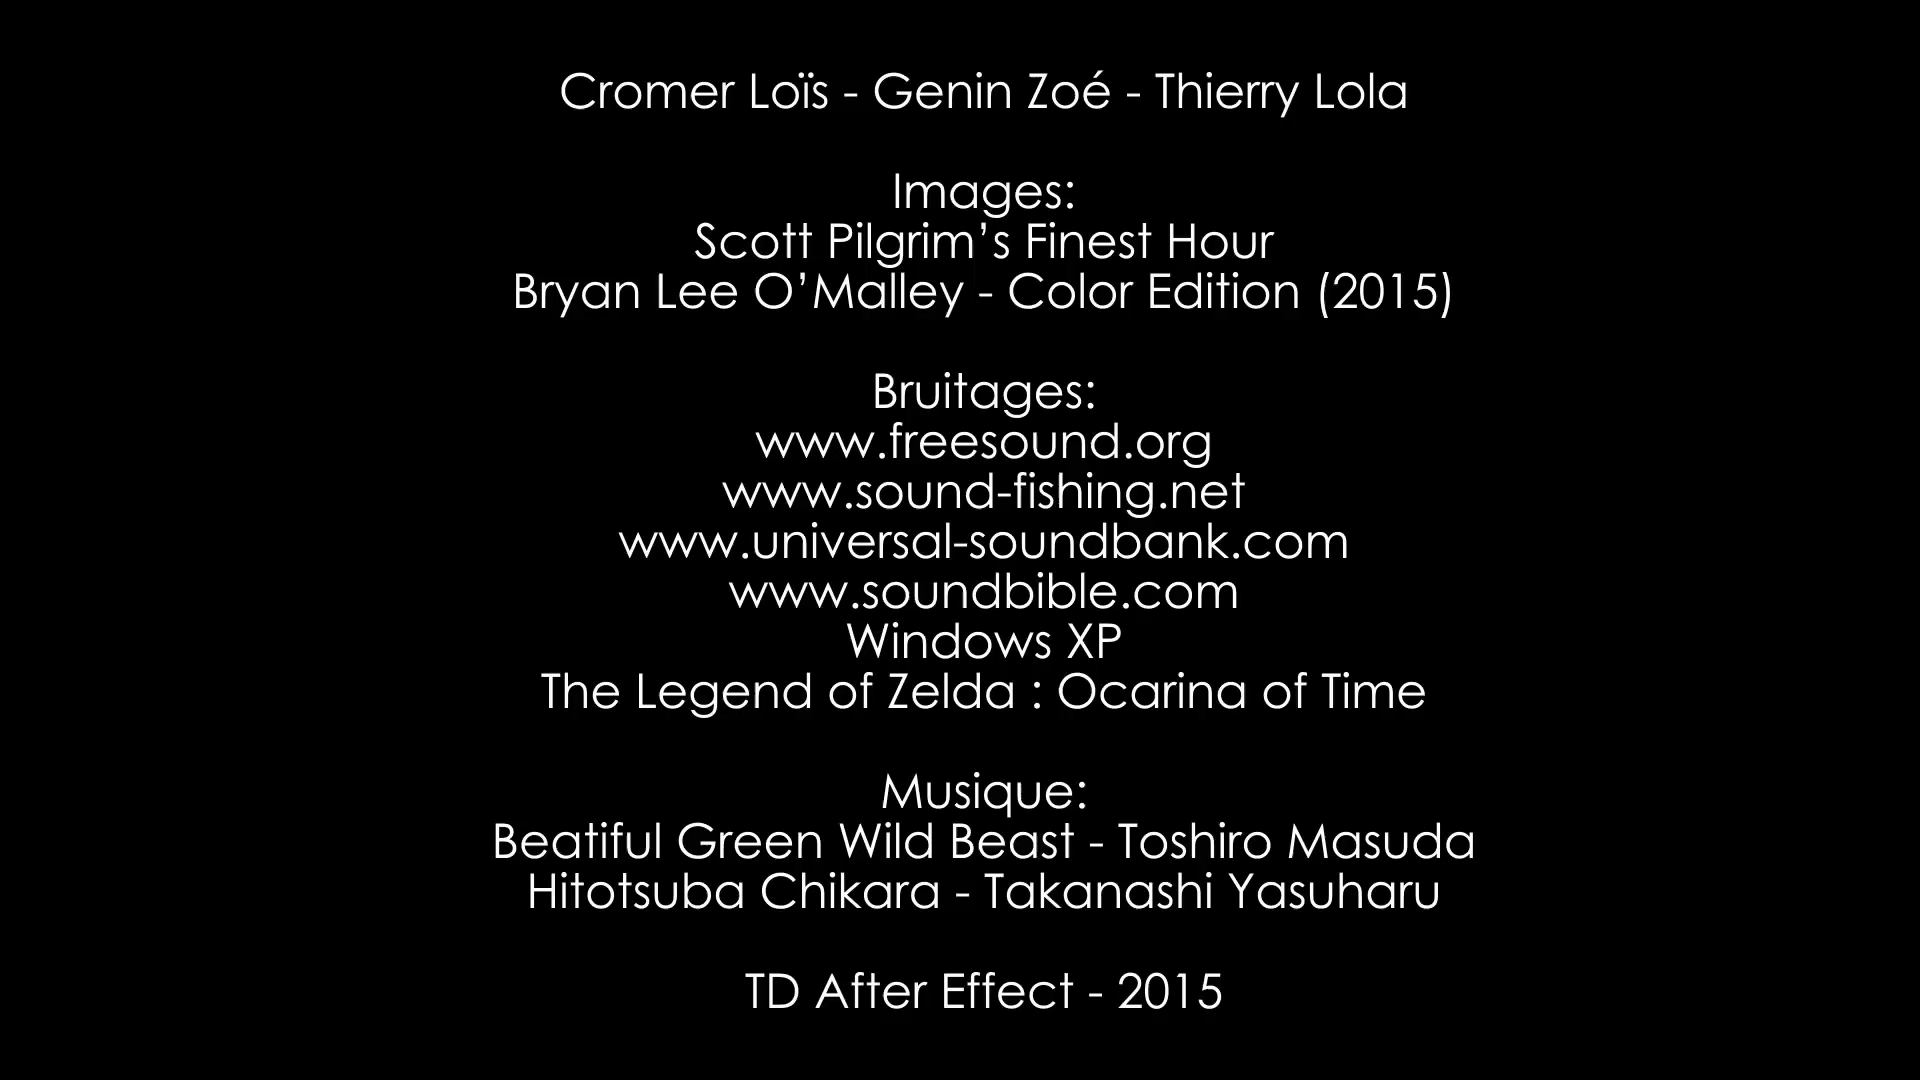 Cromer Loïs - Genin Zoé - Thierry Lola
Images:
Scott Pilgrim’s Finest Hour
Bryan Lee O’Malley - Color Edition (2015)
Bruitages:
www.freesound.org
www.sound-fishing.net
www.universal-soundbank.com
www.soundbible.com
Windows XP
The Legend of Zelda : Ocarina of Time
Musique:
Beatiful Green Wild Beast - Toshiro Masuda
Hitotsuba Chikara - Takanashi Yasuharu
TD After Effect - 2015